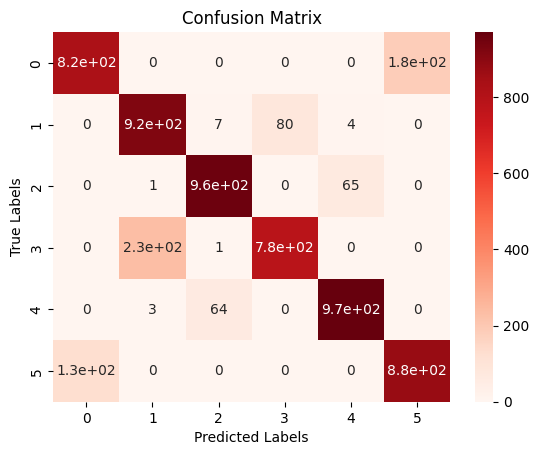 Confusion Matrix
0 8.2e+02 0 0 0 0 1.8e+02
1 0 9.2e+02 7 80 4 0
2 0 1 9.6e+02 0 65 0
3 0 2.3e+02 1 7.8e+02 0 0
4 0 3 64 0 9.7e+02 0
5 1.3e+02 0 0 0 0 8.8e+02
0 1 2 3 4 5
Predicted Labels
True Labels
800
600
400
200
0